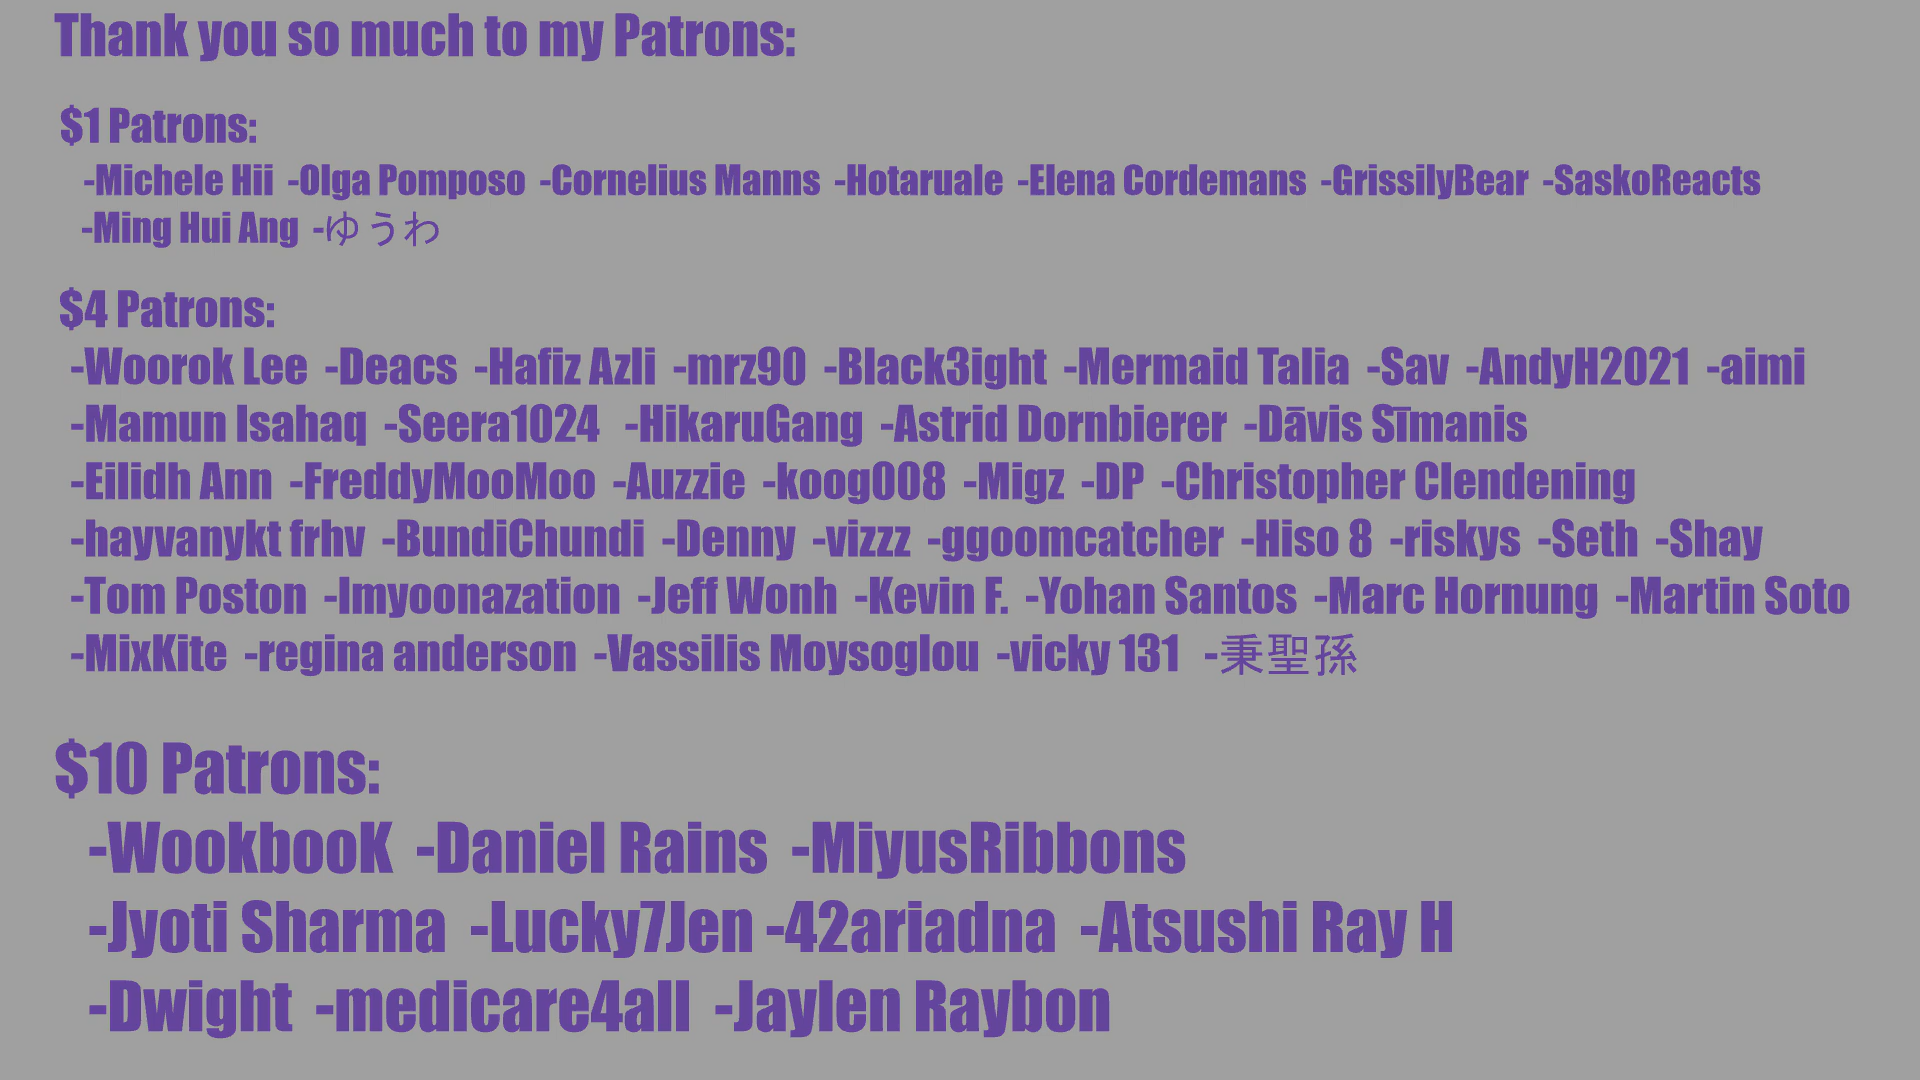 Thank you so much to my Patrons:
$1 Patrons:
-Michele Hii -Olga Pomposo -Cornelius Manns -Hotaruale -Elena Cordemans -GrissilyBear -SaskoReacts
-Ming Hui Ang -ゆうわ
$4 Patrons:
-Woorok Lee -Deacs -Hafiz Azli -mrz90 -Black3ight -Mermaid Talia -Sav -AndyH2021 -aimi
-Mamun Isahaq -Seera1024 -HikaruGang -Astrid Dornbierer -Dāvis Sīmanis
-Eilidh Ann -FreddyMooMoo -Auzzie -koog008 -Migz -DP -Christopher Clendening
-hayvanykt frhv -BundiChundi -Denny -vizzz -ggoomcatcher -Hiso 8 -riskys -Seth -Shay
-Tom Poston -Imyoonazation -Jeff Wonh -Kevin F. -Yohan Santos -Marc Hornung -Martin Soto
-MixKite -regina anderson -Vassilis Moysoglou -vicky 131 -秉聖孫
$10 Patrons:
-WookbooK -Daniel Rains -MiyusRibbons
-Jyoti Sharma -Lucky7Jen -42ariadna -Atsushi Ray H
-Dwight -medicare4all -Jaylen Raybon